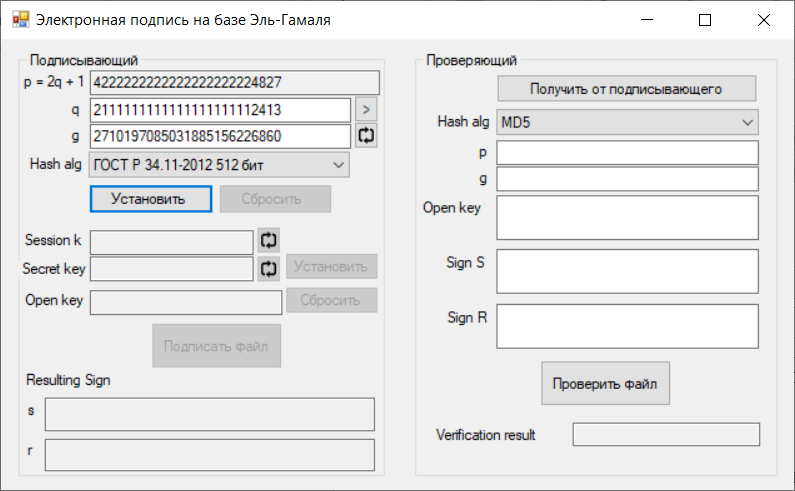 Электронная подпись на базе Эль-Гамаля
Подписывающий
p = 2q + 1 4222222222222222222224827
q 2111111111111111111112413 >
g 2710197085031885156226860
Hash alg ГОСТ Р 34.11-2012 512 бит
Установить Сбросить
Session k
Secret key Установить
Open key Сбросить
Подписать файл
Resulting Sign
s
r
Проверяющий
Получить от подписывающего
Hash alg MD5
p
g
Open key
Sign S
Sign R
Проверить файл
Verification result